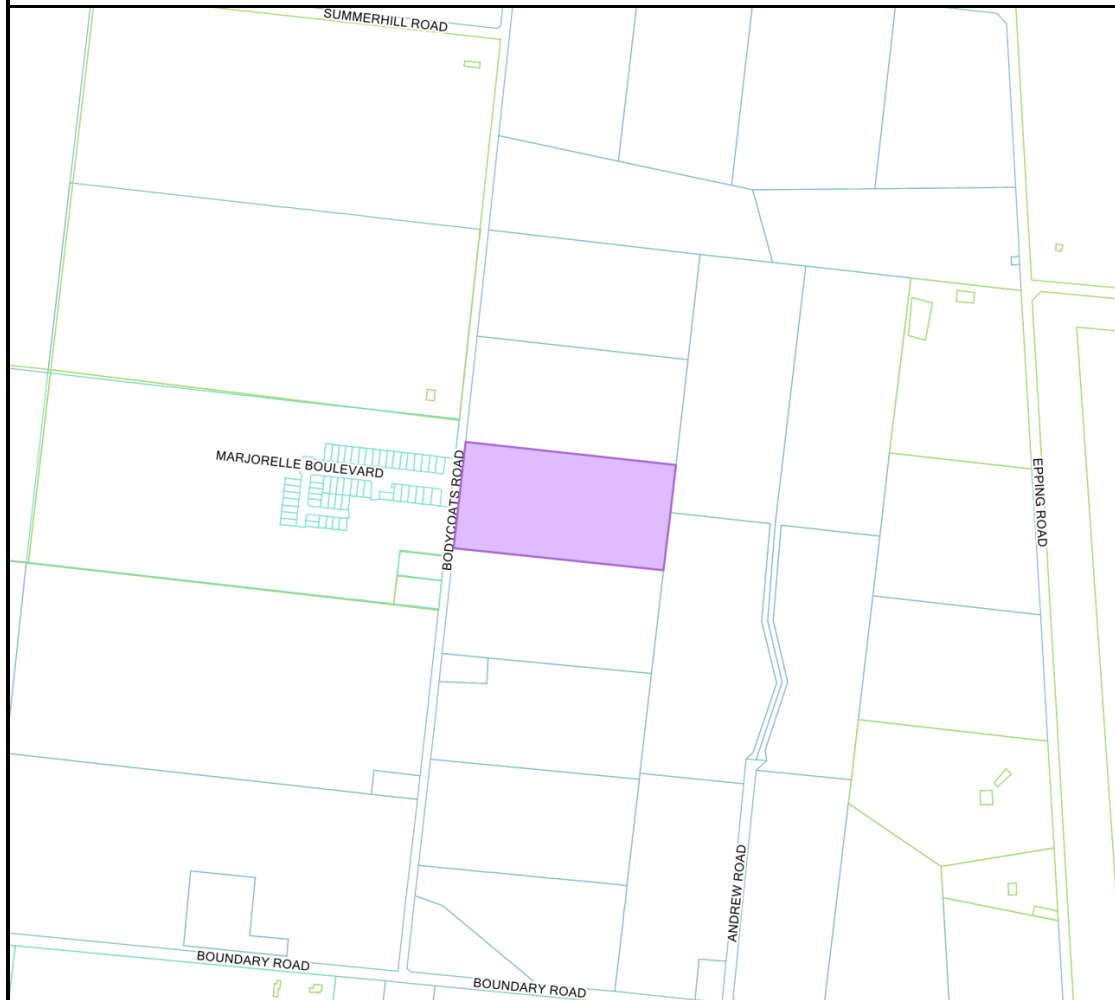 SUMMERHILL ROAD
MARJORELLE BOULEVARD
BODYCOATS ROAD
EPPING ROAD
ANDREW ROAD
BOUNDARY ROAD
BOUNDARY ROAD